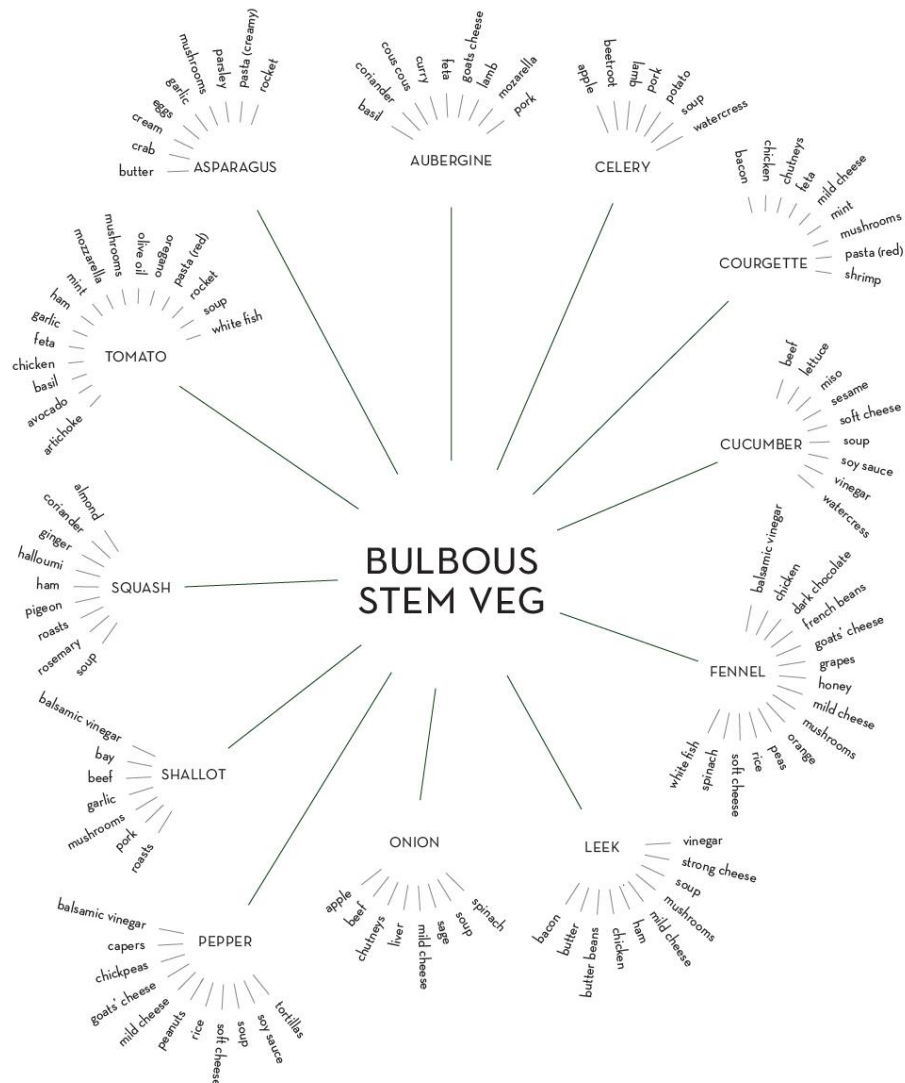 BULBOUS
STEM VEG
ASPARAGUS
butter
crab
cream
eggs
garlic
mushrooms
parsley
pasta (creamy)
rocket
AUBERGINE
basil
coriander
cous cous
curry
feta
goats cheese
lamb
mozarella
pork
CELERY
apple
beetroot
lamb
pork
potato
soup
watercress
COURGETTE
bacon
chicken
chutneys
feta
mild cheese
mint
mushrooms
pasta (red)
shrimp
CUCUMBER
beef
lettuce
miso
sesame
soft cheese
soup
soy sauce
vinegar
watercress
FENNEL
balsamic vinegar
chicken
dark chocolate
french beans
goats' cheese
grapes
honey
mild cheese
mushrooms
orange
peas
rice
soft cheese
spinach
white fish
LEEK
vinegar
strong cheese
soup
mushrooms
mild cheese
ham
chicken
butter beans
butter
bacon
ONION
apple
beef
chutneys
liver
mild cheese
sage
soup
spinach
PEPPER
balsamic vinegar
capers
chickpeas
goats' cheese
mild cheese
peanuts
rice
soft cheese
soup
soy sauce
tortillas
SHALLOT
balsamic vinegar
bay
beef
garlic
mushrooms
pork
roasts
SQUASH
almond
coriander
ginger
halloumi
ham
pigeon
roasts
rosemary
soup
TOMATO
artichoke
avocado
basil
chicken
feta
garlic
ham
mint
mozzarella
mushrooms
olive oil
oregano
pasta (red)
rocket
soup
white fish